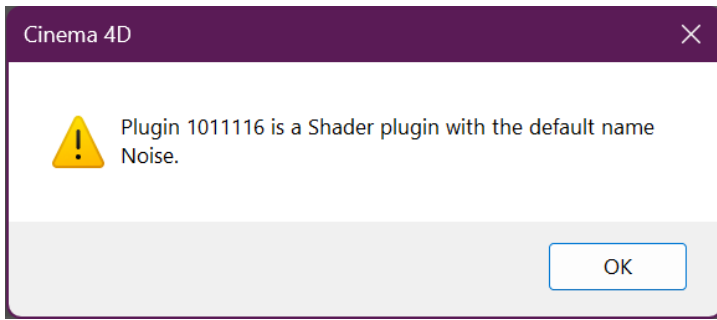 Cinema 4D
Plugin 1011116 is a Shader plugin with the default name
Noise.
OK